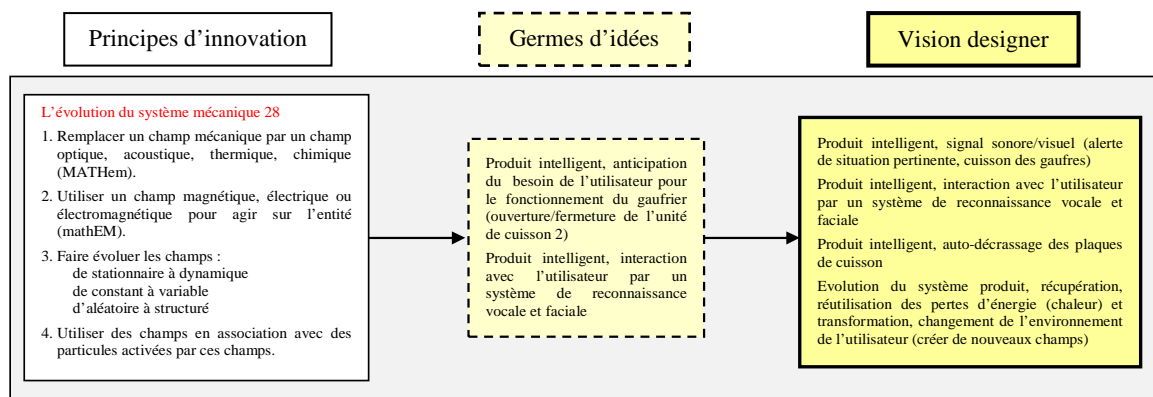 Principes d’innovation
Germes d’idées
Vision designer
L’évolution du système mécanique 28
1. Remplacer un champ mécanique par un champ
optique, acoustique, thermique, chimique
(MATHem).
2. Utiliser un champ magnétique, électrique ou
électromagnétique pour agir sur l’entité
(mathEM).
3. Faire évoluer les champs :
de stationnaire à dynamique
de constant à variable
d’aléatoire à structuré
4. Utiliser des champs en association avec des
particules activées par ces champs.
Produit intelligent, anticipation
du besoin de l’utilisateur pour
le fonctionnement du gaufrier
(ouverture/fermeture de l’unité
de cuisson 2)
Produit intelligent, interaction
avec l’utilisateur par un
système de reconnaissance
vocale et faciale
Produit intelligent, signal sonore/visuel (alerte
de situation pertinente, cuisson des gaufres)
Produit intelligent, interaction avec l’utilisateur
par un système de reconnaissance vocale et
faciale
Produit intelligent, auto-décrassage des plaques
de cuisson
Evolution du système produit, récupération,
réutilisation des pertes d’énergie (chaleur) et
transformation, changement de l’environnement
de l’utilisateur (créer de nouveaux champs)